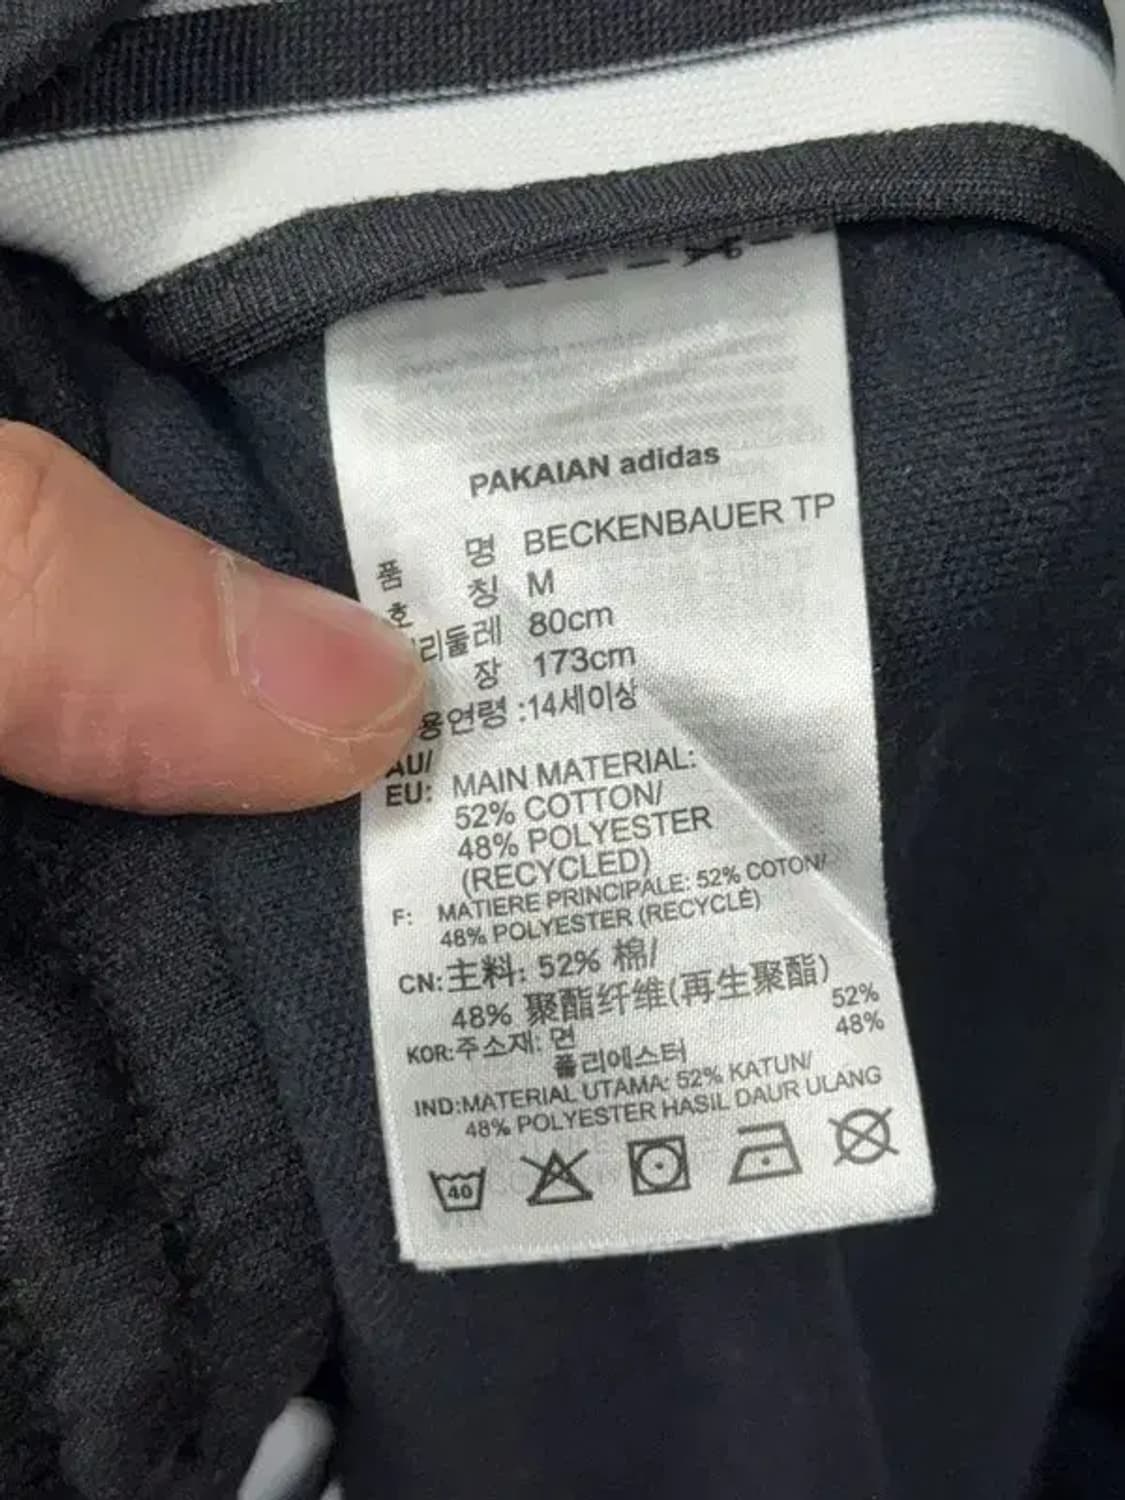 PAKAIAN adidas
품 명 BECKENBAUER TP
호 칭 M
리둘레 80cm
장 173cm
용연령 :14세이상
AU/
EU: MAIN MATERIAL:
52% COTTON/
48% POLYESTER
(RECYCLED)
F: MATIERE PRINCIPALE: 52% COTON/
48% POLYESTER (RECYCLÉ)
CN:主料: 52% 棉/
48% 聚酯纤维(再生聚酯)
KOR:주소재: 면 52%
폴리에스터 48%
IND:MATERIAL UTAMA: 52% KATUN/
48% POLYESTER HASIL DAUR ULANG
40